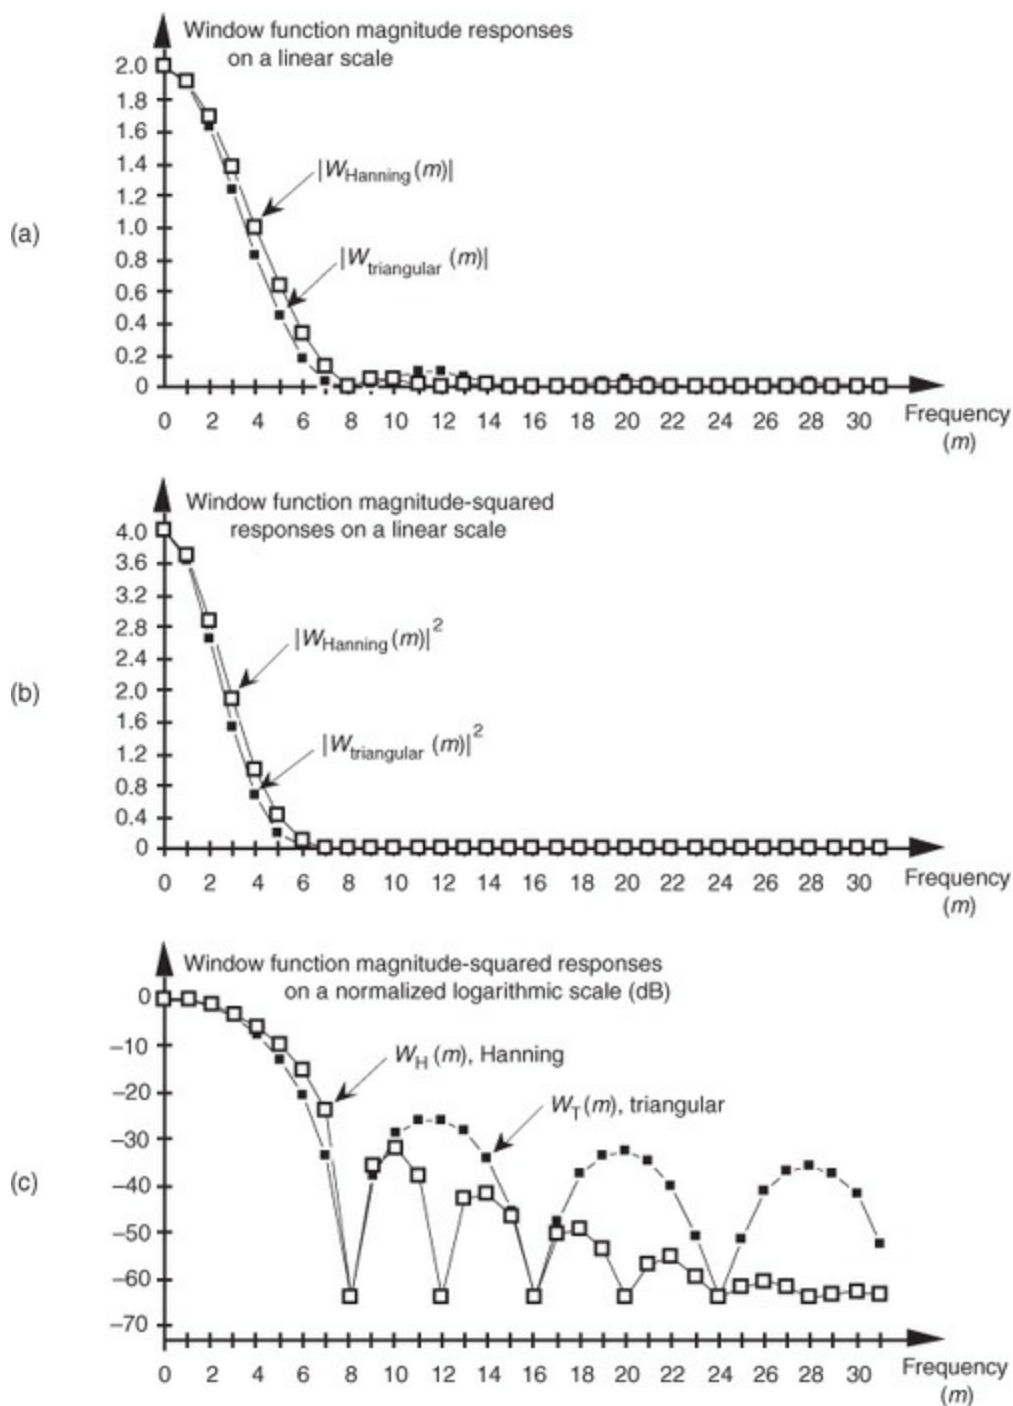 Window function magnitude responses
on a linear scale
2.0
1.8
1.6
1.4
1.2
1.0
0.8
0.6
0.4
0.2
0
|W_Hanning (m)|
|W_triangular (m)|
(a)
0 2 4 6 8 10 12 14 16 18 20 22 24 26 28 30
Frequency
(m)
Window function magnitude-squared
responses on a linear scale
4.0
3.6
3.2
2.8
2.4
2.0
1.6
1.2
0.8
0.4
0
|W_Hanning (m)|²
|W_triangular (m)|²
(b)
0 2 4 6 8 10 12 14 16 18 20 22 24 26 28 30
Frequency
(m)
Window function magnitude-squared responses
on a normalized logarithmic scale (dB)
0
–10
–20
–30
–40
–50
–60
–70
W_H (m), Hanning
W_T (m), triangular
(c)
0 2 4 6 8 10 12 14 16 18 20 22 24 26 28 30
Frequency
(m)